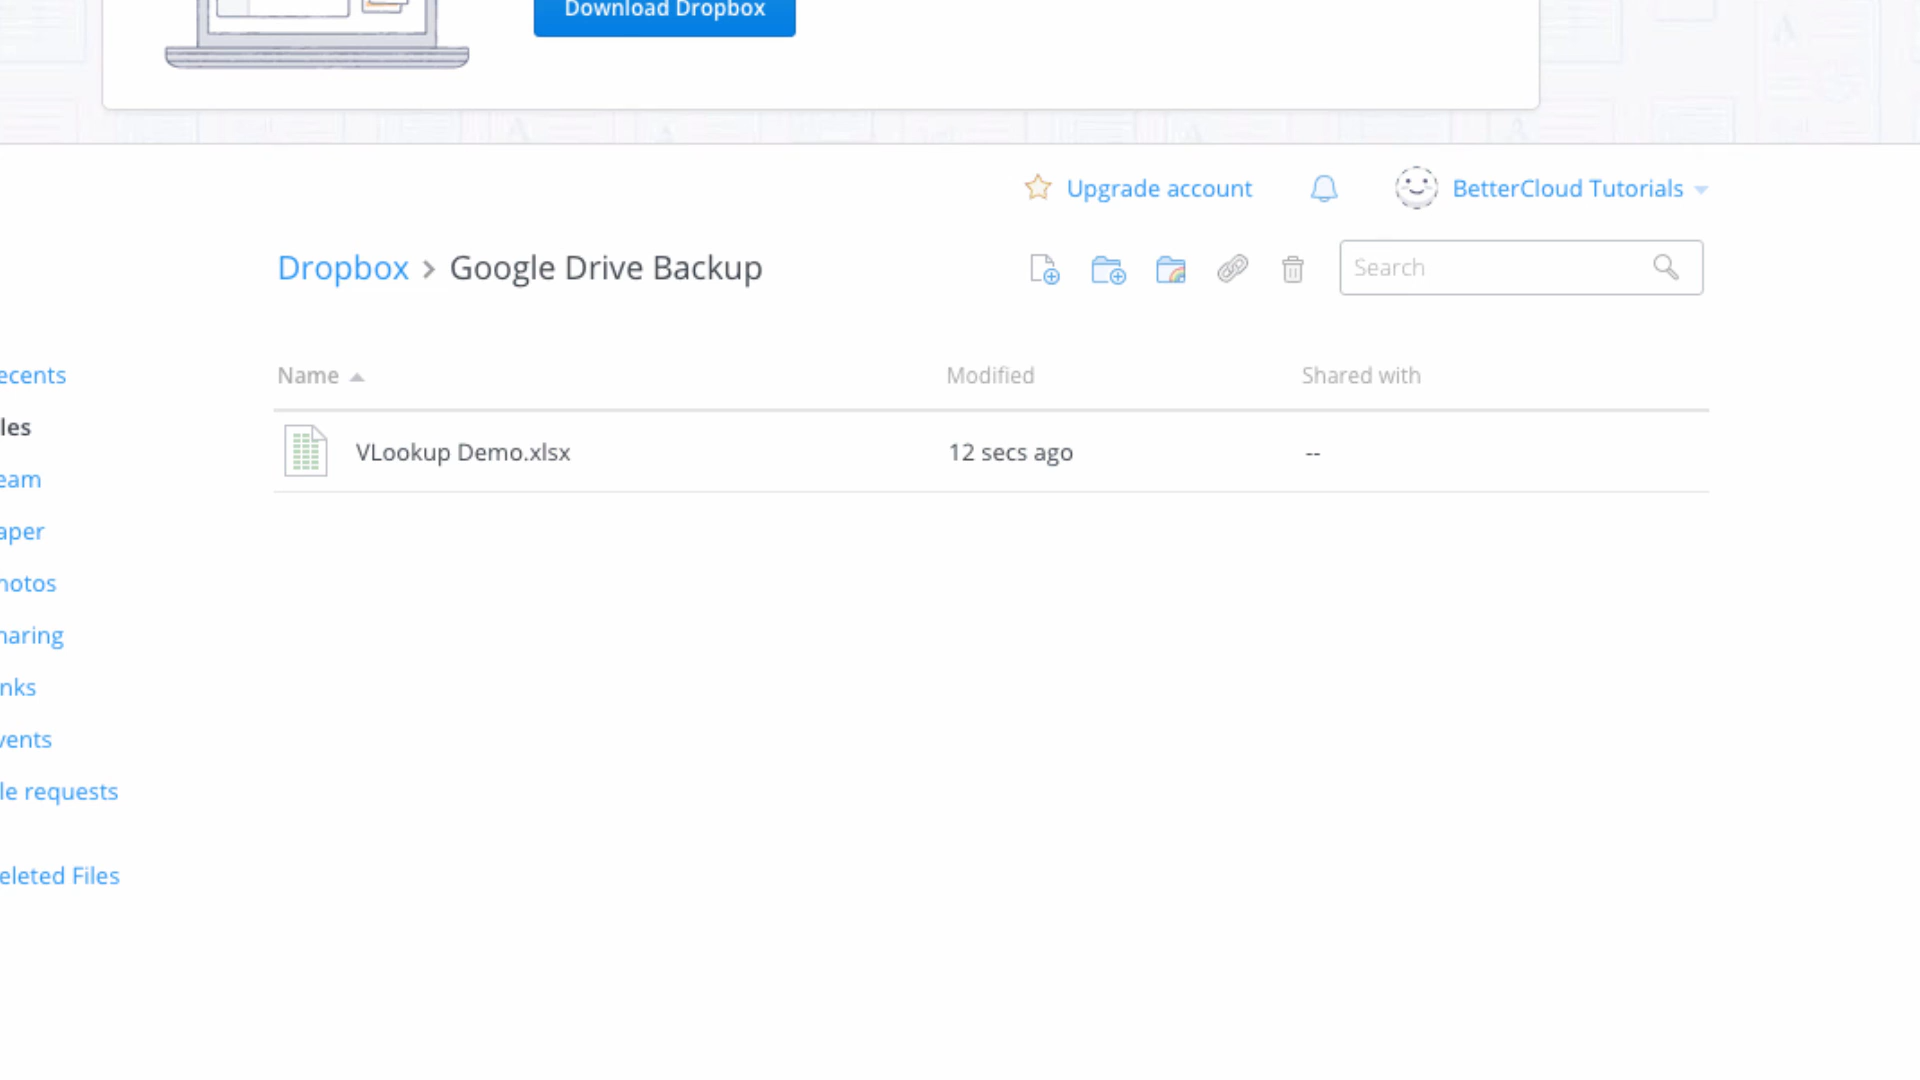 Download Dropbox
Upgrade account
BetterCloud Tutorials
Dropbox > Google Drive Backup
Search
Name
Modified
Shared with
VLookup Demo.xlsx
12 secs ago
--
ecents
les
eam
aper
hotos
haring
nks
vents
le requests
eleted Files